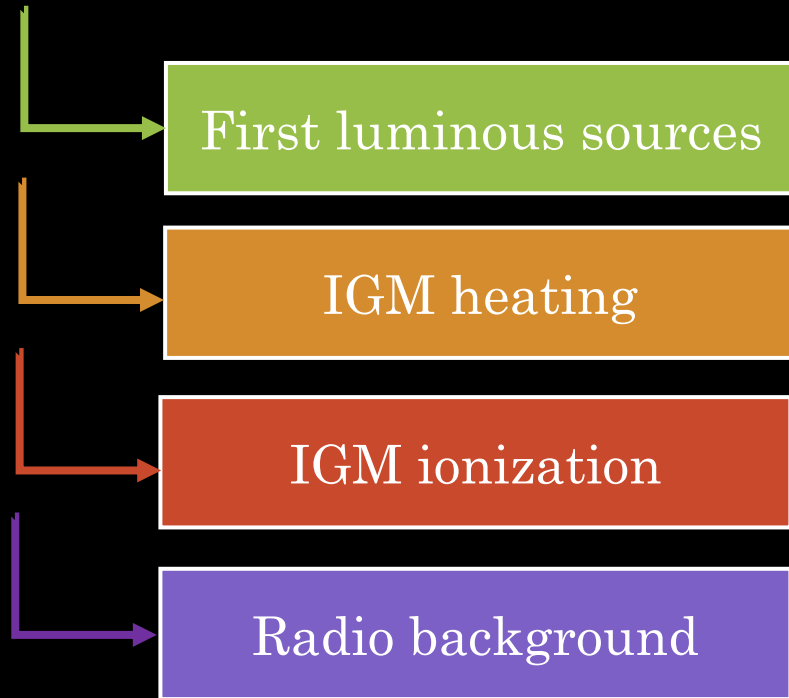 First luminous sources
IGM heating
IGM ionization
Radio background